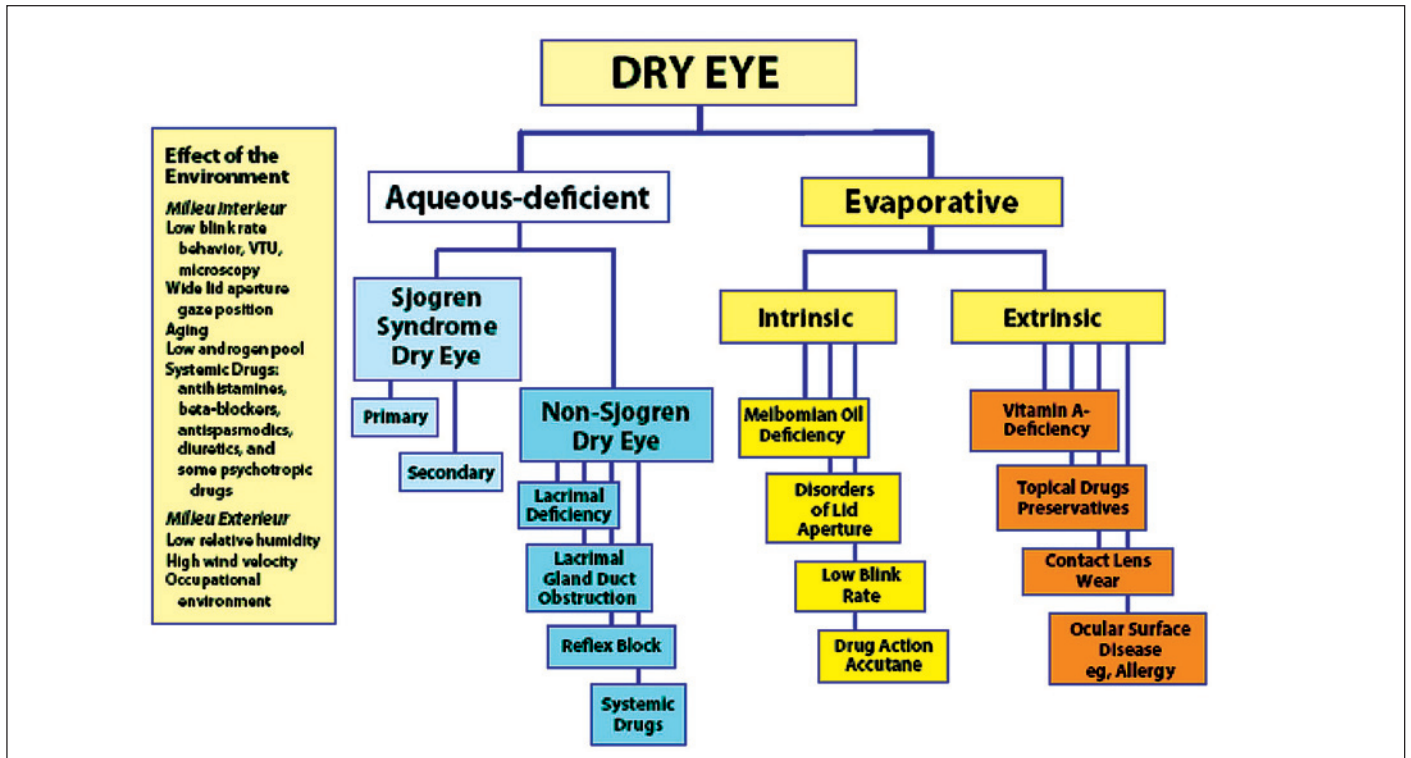 DRY EYE
Effect of the
Environment
Milieu Interieur
Low blink rate
behavior, VTU,
microscopy
Wide lid aperture
gaze position
Aging
Low androgen pool
Systemic Drugs:
antihistamines,
beta-blockers,
antispasmodics,
diuretics, and
some psychotropic
drugs
Milieu Exterieur
Low relative humidity
High wind velocity
Occupational
environment
Aqueous-deficient
Evaporative
Sjogren
Syndrome
Dry Eye
Primary
Secondary
Non-Sjogren
Dry Eye
Lacrimal
Deficiency
Lacrimal
Gland Duct
Obstruction
Reflex Block
Systemic
Drugs
Intrinsic
Meibomian Oil
Deficiency
Disorders
of Lid
Aperture
Low Blink
Rate
Drug Action
Accutane
Extrinsic
Vitamin A-
Deficiency
Topical Drugs
Preservatives
Contact Lens
Wear
Ocular Surface
Disease
eg, Allergy